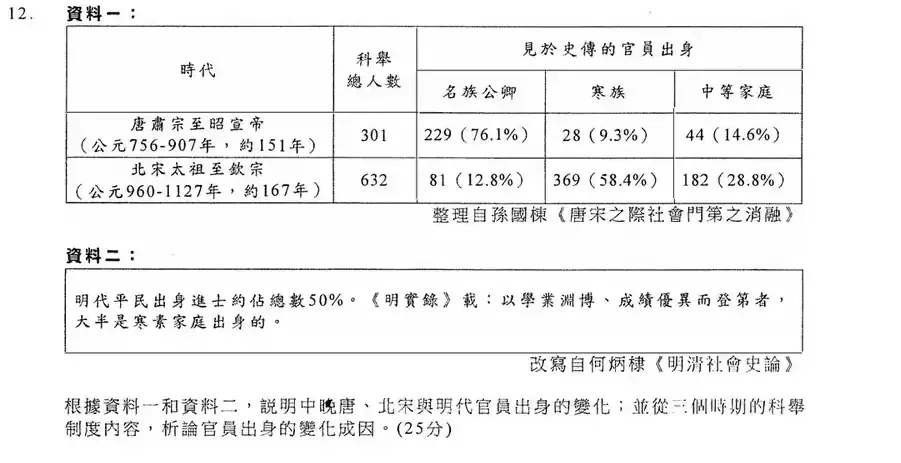 12. 資料一：
時代
科舉
總人數
見於史傳的官員出身
名族公卿 寒族 中等家庭
唐肅宗至昭宣帝
（公元756-907年，約151年）
301 229 (76.1%) 28 (9.3%) 44 (14.6%)
北宋太祖至欽宗
（公元960-1127年，約167年）
632 81 (12.8%) 369 (58.4%) 182 (28.8%)
整理自孫國棟《唐宋之際社會門第之消融》
資料二：
明代平民出身進士約佔總數50%。《明實錄》載：以學業淵博、成績優異而登第者，
大半是寒素家庭出身的。
改寫自何炳棣《明清社會史論》
根據資料一和資料二，說明中晚唐、北宋與明代官員出身的變化；並從三個時期的科舉
制度內容，析論官員出身的變化成因。(25分)